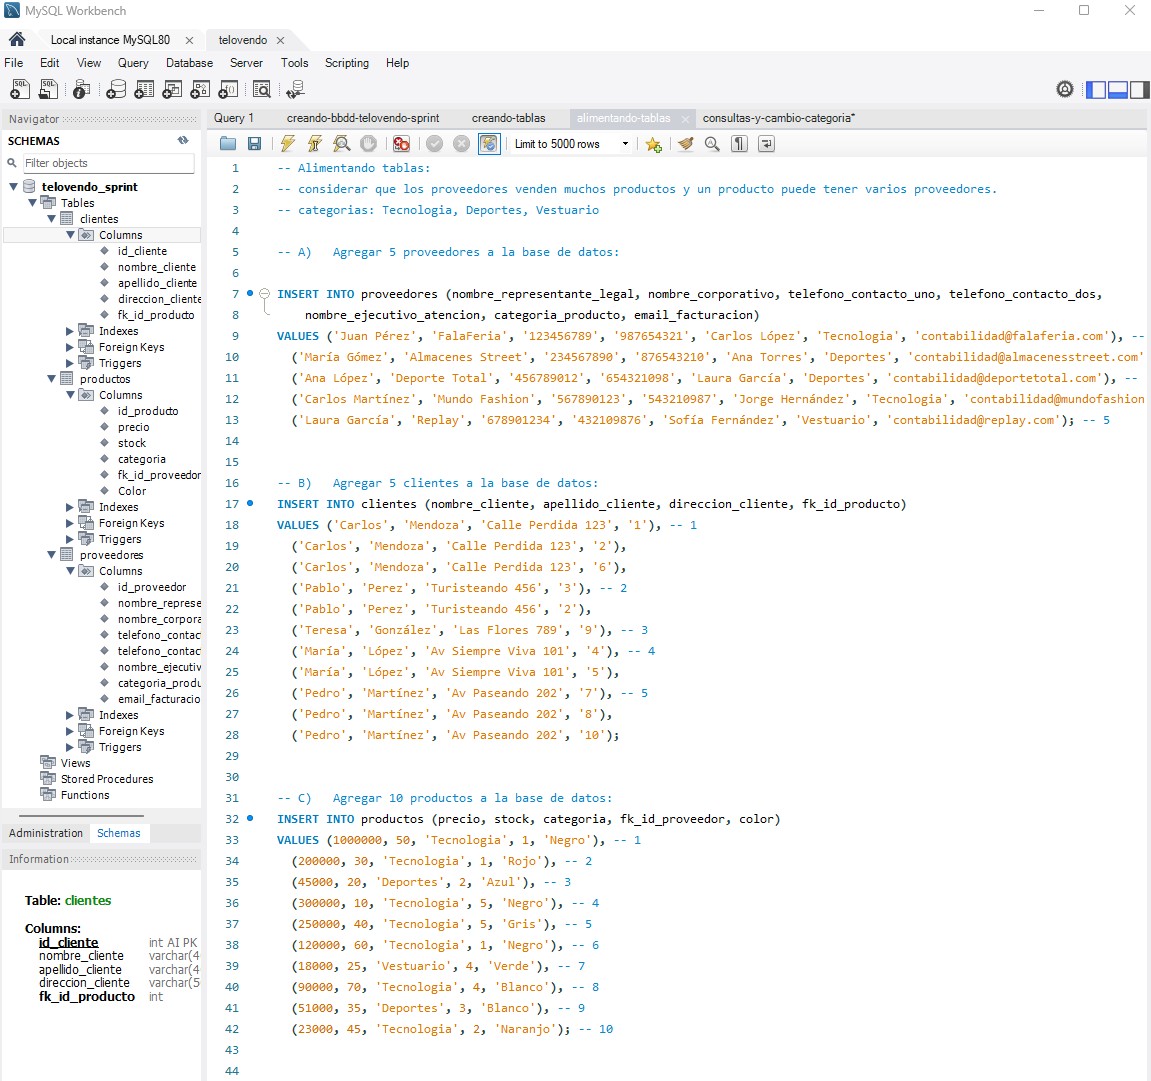 MySQL Workbench
Local instance MySQL80
telovendo
File Edit View Query Database Server Tools Scripting Help
Navigator
SCHEMAS
Filter objects
telovendo_sprint
Tables
clientes
Columns
id_cliente
nombre_cliente
apellido_cliente
direccion_cliente
fk_id_producto
Indexes
Foreign Keys
Triggers
productos
Columns
id_producto
precio
stock
categoria
fk_id_proveedor
Color
Indexes
Foreign Keys
Triggers
proveedores
Columns
id_proveedor
nombre_represe
nombre_corpora
telefono_contac
telefono_contac
nombre_ejecutiv
categoria_produ
email_facturacio
Indexes
Foreign Keys
Triggers
Views
Stored Procedures
Functions
Administration Schemas
Information
Table: clientes
Columns:
id_cliente int AI PK
nombre_cliente varchar(4
apellido_cliente varchar(4
direccion_cliente varchar(5
fk_id_producto int
Query 1 creando-bbdd-telovendo-sprint creando-tablas alimentando-tablas consultas-y-cambio-categoria*
Limit to 5000 rows
1 -- Alimentando tablas:
2 -- considerar que los proveedores venden muchos productos y un producto puede tener varios proveedores.
3 -- categorias: Tecnologia, Deportes, Vestuario
4
5 -- A) Agregar 5 proveedores a la base de datos:
6
7 INSERT INTO proveedores (nombre_representante_legal, nombre_corporativo, telefono_contacto_uno, telefono_contacto_dos,
8 nombre_ejecutivo_atencion, categoria_producto, email_facturacion)
9 VALUES ('Juan Pérez', 'FalaFeria', '123456789', '987654321', 'Carlos López', 'Tecnologia', 'contabilidad@falaferia.com'), --
10 ('María Gómez', 'Almacenes Street', '234567890', '876543210', 'Ana Torres', 'Deportes', 'contabilidad@almacenesstreet.com'
11 ('Ana López', 'Deporte Total', '456789012', '654321098', 'Laura García', 'Deportes', 'contabilidad@deportetotal.com'), --
12 ('Carlos Martínez', 'Mundo Fashion', '567890123', '543210987', 'Jorge Hernández', 'Tecnologia', 'contabilidad@mundofashion
13 ('Laura García', 'Replay', '678901234', '432109876', 'Sofía Fernández', 'Vestuario', 'contabilidad@replay.com'); -- 5
14
15
16 -- B) Agregar 5 clientes a la base de datos:
17 INSERT INTO clientes (nombre_cliente, apellido_cliente, direccion_cliente, fk_id_producto)
18 VALUES ('Carlos', 'Mendoza', 'Calle Perdida 123', '1'), -- 1
19 ('Carlos', 'Mendoza', 'Calle Perdida 123', '2'),
20 ('Carlos', 'Mendoza', 'Calle Perdida 123', '6'),
21 ('Pablo', 'Perez', 'Turisteando 456', '3'), -- 2
22 ('Pablo', 'Perez', 'Turisteando 456', '2'),
23 ('Teresa', 'González', 'Las Flores 789', '9'), -- 3
24 ('María', 'López', 'Av Siempre Viva 101', '4'), -- 4
25 ('María', 'López', 'Av Siempre Viva 101', '5'),
26 ('Pedro', 'Martínez', 'Av Paseando 202', '7'), -- 5
27 ('Pedro', 'Martínez', 'Av Paseando 202', '8'),
28 ('Pedro', 'Martínez', 'Av Paseando 202', '10');
29
30
31 -- C) Agregar 10 productos a la base de datos:
32 INSERT INTO productos (precio, stock, categoria, fk_id_proveedor, color)
33 VALUES (1000000, 50, 'Tecnologia', 1, 'Negro'), -- 1
34 (200000, 30, 'Tecnologia', 1, 'Rojo'), -- 2
35 (45000, 20, 'Deportes', 2, 'Azul'), -- 3
36 (300000, 10, 'Tecnologia', 5, 'Negro'), -- 4
37 (250000, 40, 'Tecnologia', 5, 'Gris'), -- 5
38 (120000, 60, 'Tecnologia', 1, 'Negro'), -- 6
39 (18000, 25, 'Vestuario', 4, 'Verde'), -- 7
40 (90000, 70, 'Tecnologia', 4, 'Blanco'), -- 8
41 (51000, 35, 'Deportes', 3, 'Blanco'), -- 9
42 (23000, 45, 'Tecnologia', 2, 'Naranjo'); -- 10
43
44